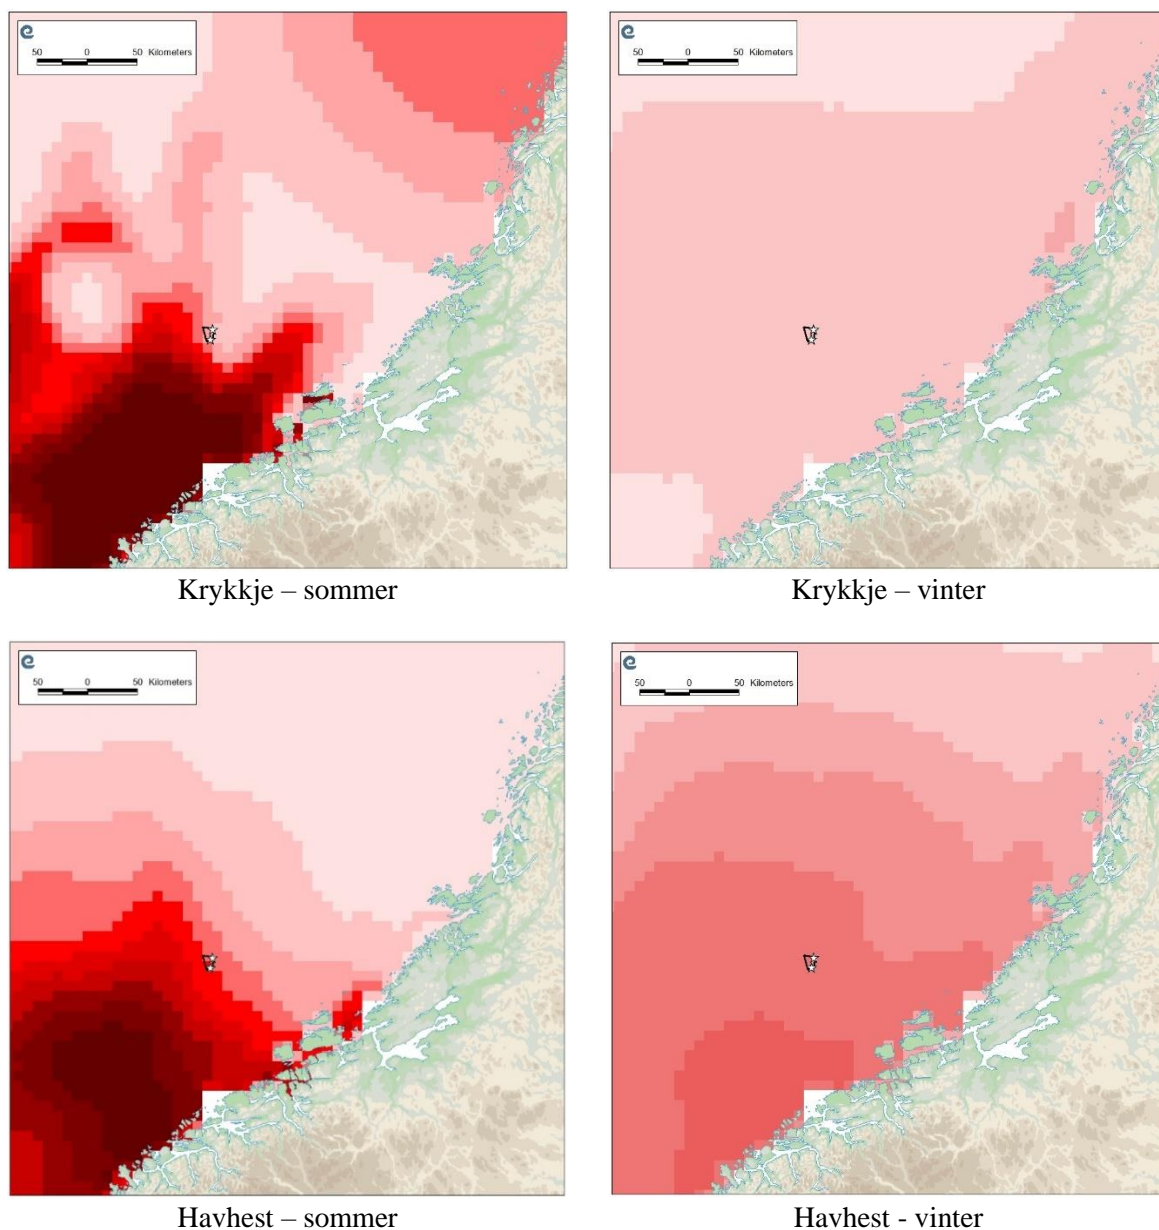 50 0 50 Kilometers
50 0 50 Kilometers
Krykkje – sommer
Krykkje – vinter
50 0 50 Kilometers
50 0 50 Kilometers
Havhest – sommer
Havhest - vinter